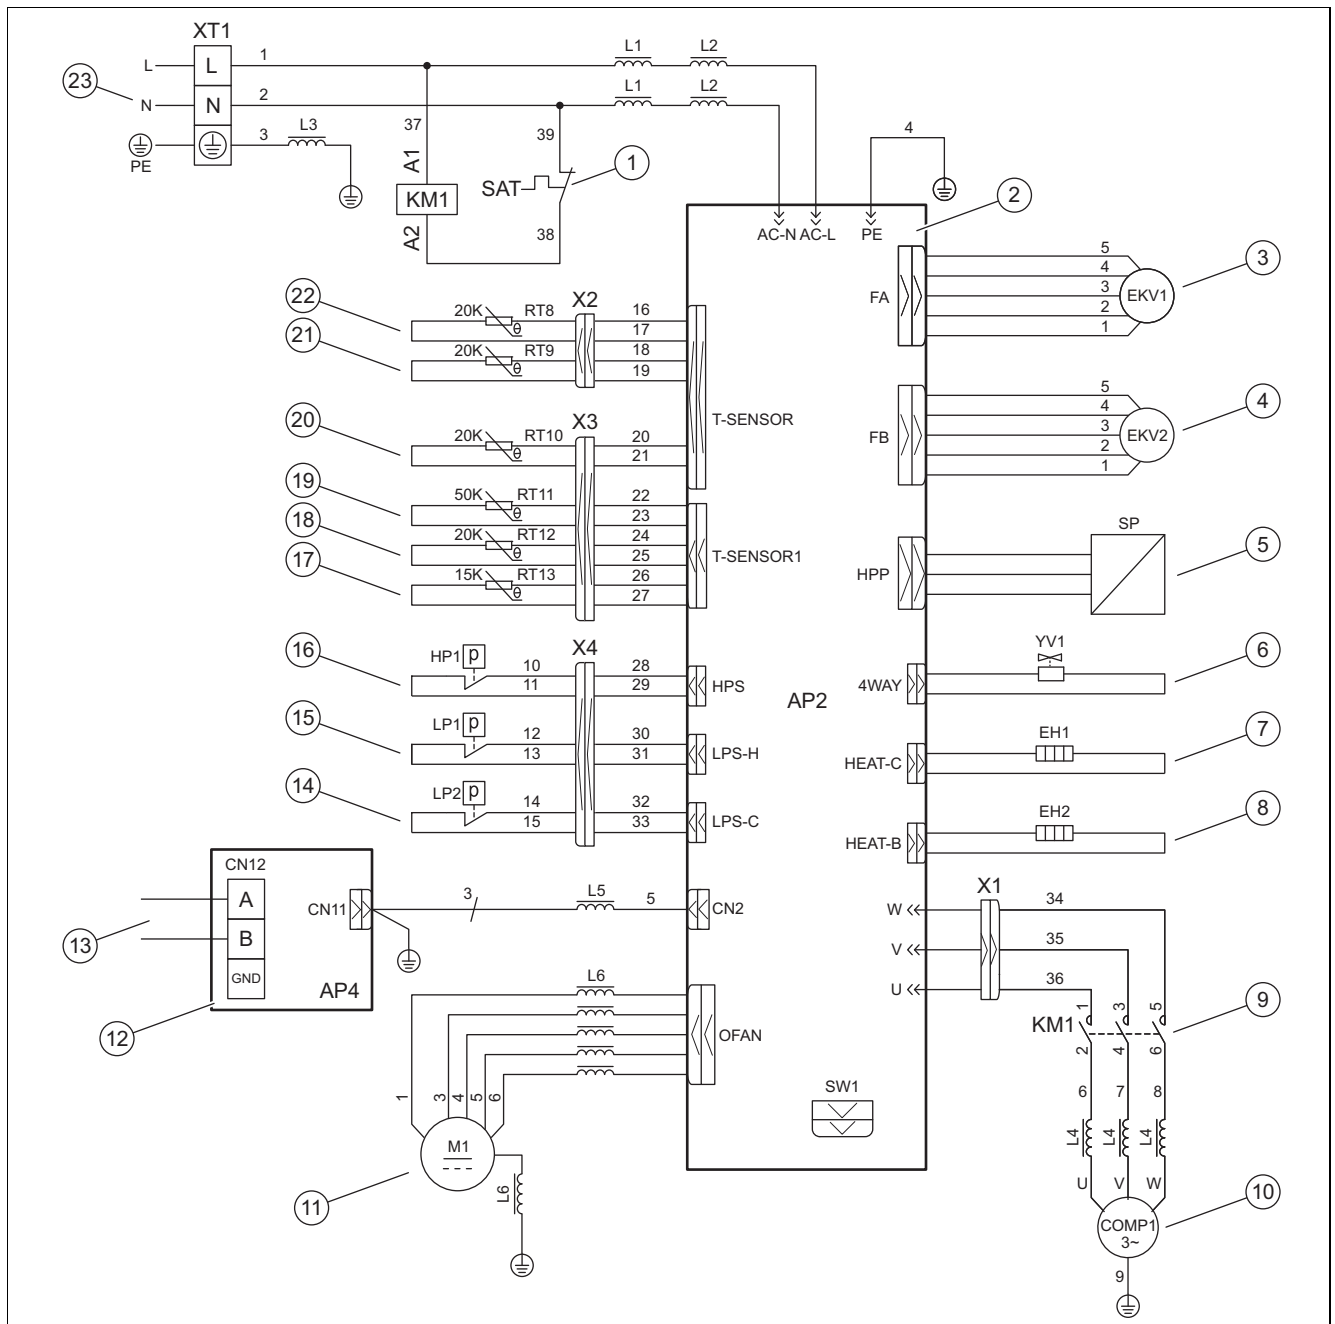 XT1
L
L
1
L1
L2
23
N
N
2
L1
L2
PE
3
L3
37
A1
KM1
A2
39
SAT
38
1
4
2
AC-N
AC-L
PE
FA
5
4
3
2
1
EKV1
3
FB
5
4
3
2
1
EKV2
4
HPP
SP
5
4WAY
YV1
6
HEAT-C
EH1
7
HEAT-B
EH2
8
22
20K
RT8
θ
X2
16
17
21
20K
RT9
θ
18
19
T-SENSOR
20
20K
RT10
θ
X3
20
21
19
50K
RT11
θ
22
23
18
20K
RT12
θ
24
25
T-SENSOR1
17
15K
RT13
θ
26
27
16
HP1
p
10
11
X4
28
29
HPS
AP2
15
LP1
p
12
13
30
31
LPS-H
14
LP2
p
14
15
32
33
LPS-C
CN12
A
B
GND
CN11
AP4
3
L5
5
CN2
13
12
L6
OFAN
1
3
4
5
6
M1
11
L6
SW1
X1
W
34
V
35
U
36
KM1
1
3
5
2
4
6
9
6
7
8
L4
L4
L4
U
V
W
COMP1
3~
10
9